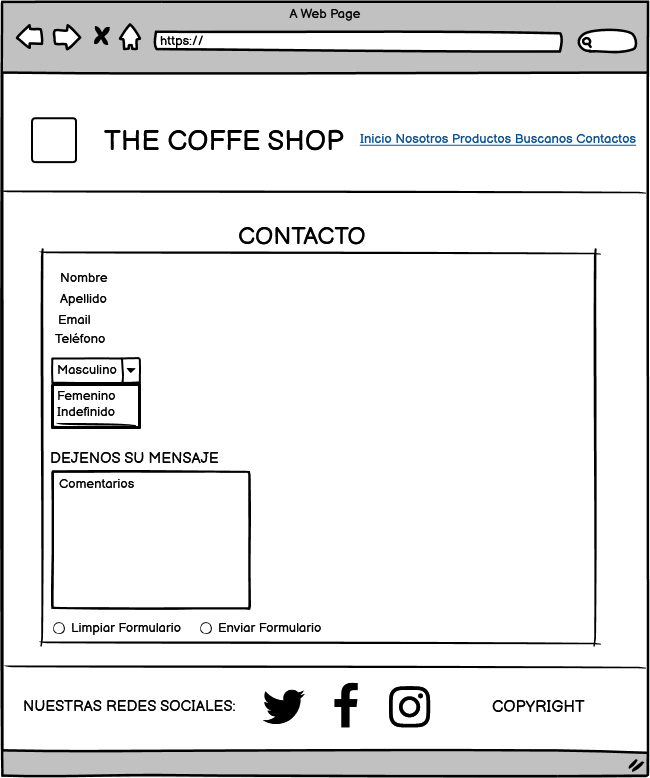 A Web Page
https://
THE COFFE SHOP
Inicio Nosotros Productos Buscanos Contactos
CONTACTO
Nombre
Apellido
Email
Teléfono
Masculino
Femenino
Indefinido
DEJENOS SU MENSAJE
Comentarios
Limpiar Formulario Enviar Formulario
NUESTRAS REDES SOCIALES: COPYRIGHT